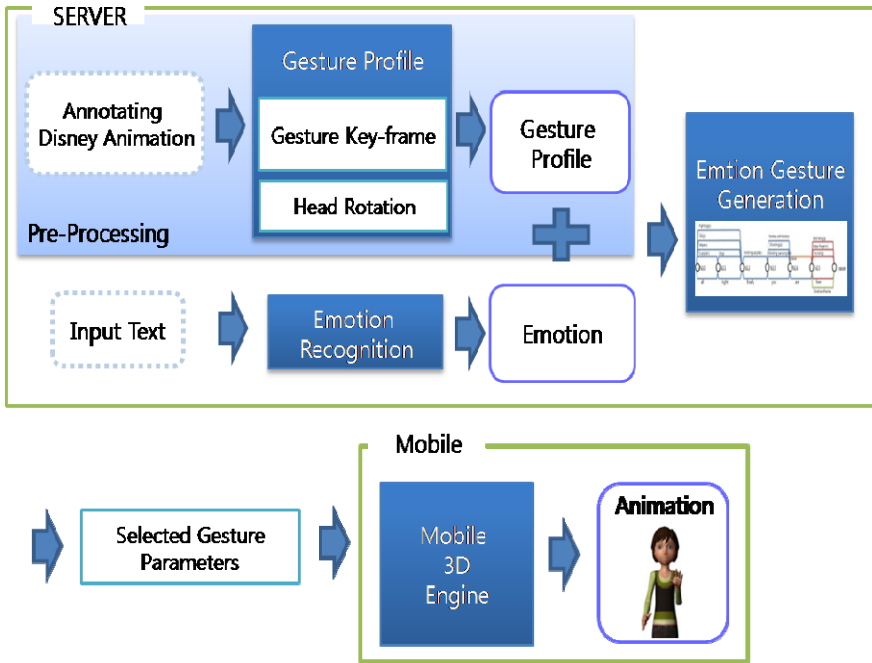 SERVER
Gesture Profile
Annotating
Disney Animation
Gesture Key-frame
Head Rotation
Gesture
Profile
Pre-Processing
Emtion Gesture
Generation
Input Text
Emotion
Recognition
Emotion
Mobile
Selected Gesture
Parameters
Mobile
3D
Engine
Animation